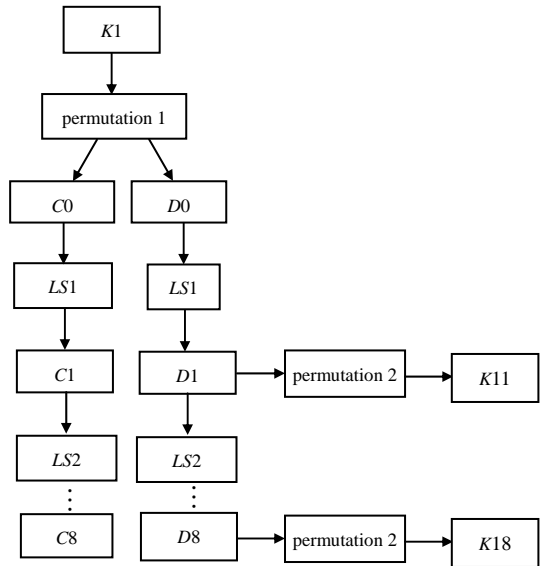 K1
permutation 1
C0
D0
LS1
LS1
C1
D1
permutation 2
K11
LS2
LS2
C8
D8
permutation 2
K18